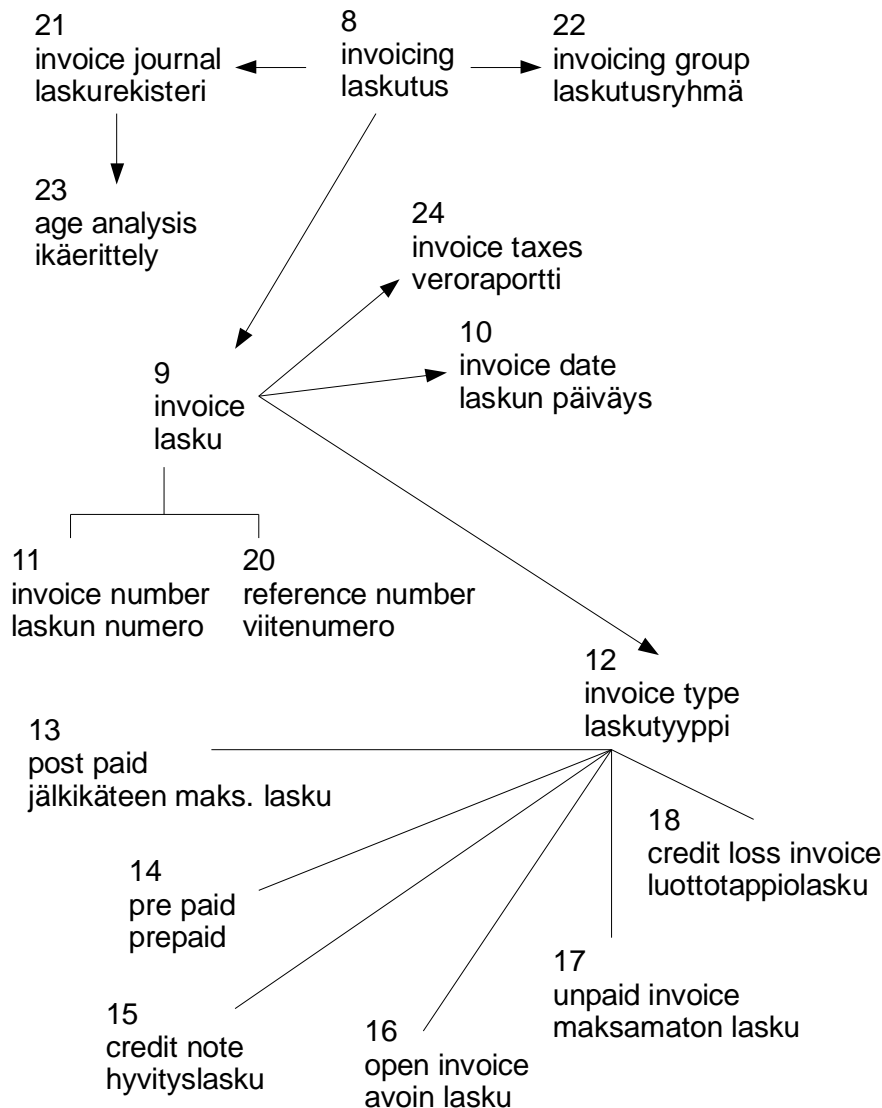 21
invoice journal
laskurekisteri
8
invoicing
laskutus
22
invoicing group
laskutusryhmä
23
age analysis
ikäerittely
24
invoice taxes
veroraportti
10
invoice date
laskun päiväys
9
invoice
lasku
11
invoice number
laskun numero
20
reference number
viitenumero
12
invoice type
laskutyyppi
13
post paid
jälkikäteen maks. lasku
18
credit loss invoice
luottotappiolasku
14
pre paid
prepaid
17
unpaid invoice
maksamaton lasku
15
credit note
hyvityslasku
16
open invoice
avoin lasku